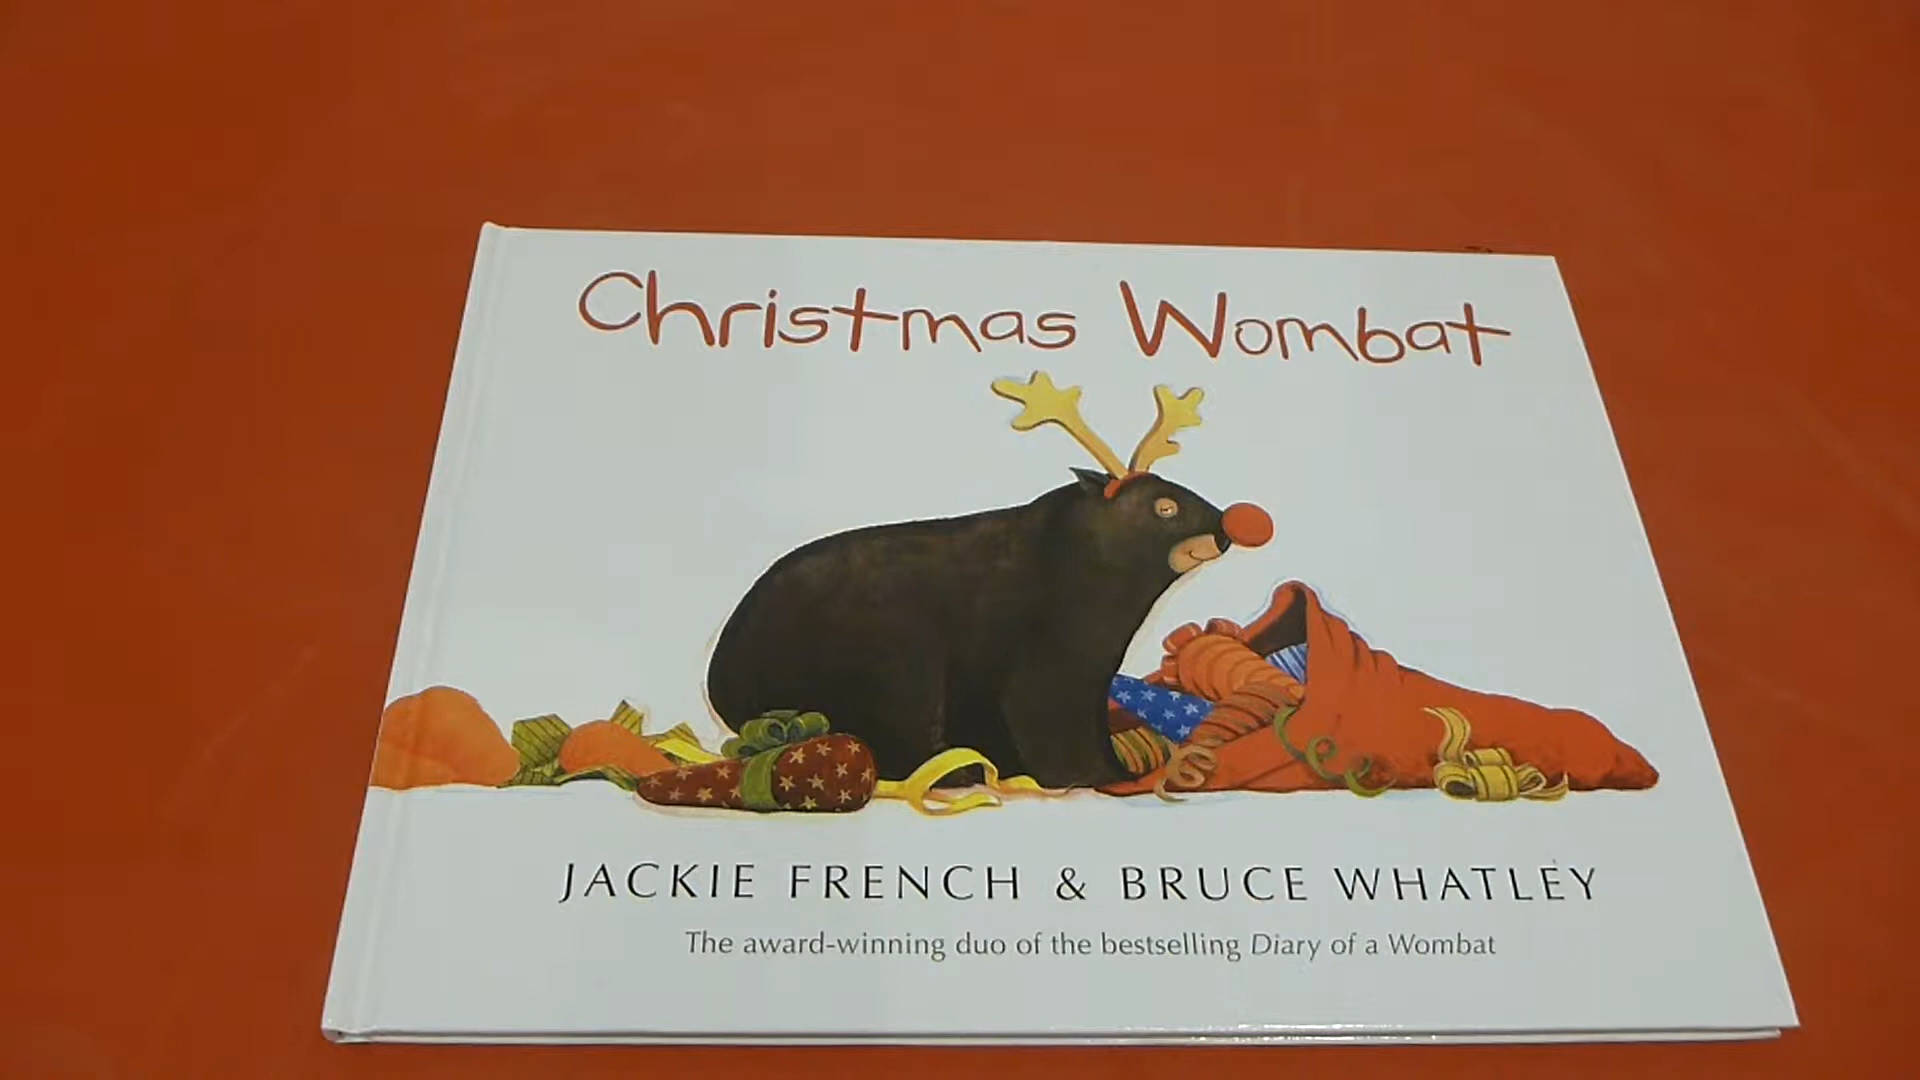 Christmas Wombat
JACKIE FRENCH & BRUCE WHATLEY
The award-winning duo of the bestselling Diary of a Wombat